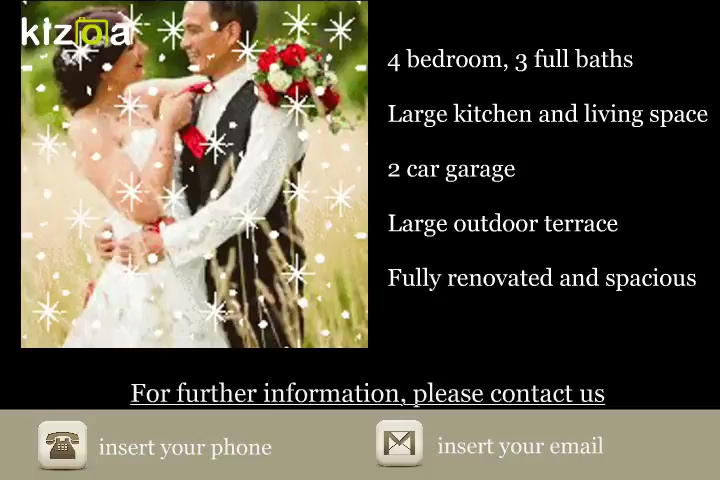 kizoa
4 bedroom, 3 full baths
Large kitchen and living space
2 car garage
Large outdoor terrace
Fully renovated and spacious
For further information, please contact us
insert your phone
insert your email